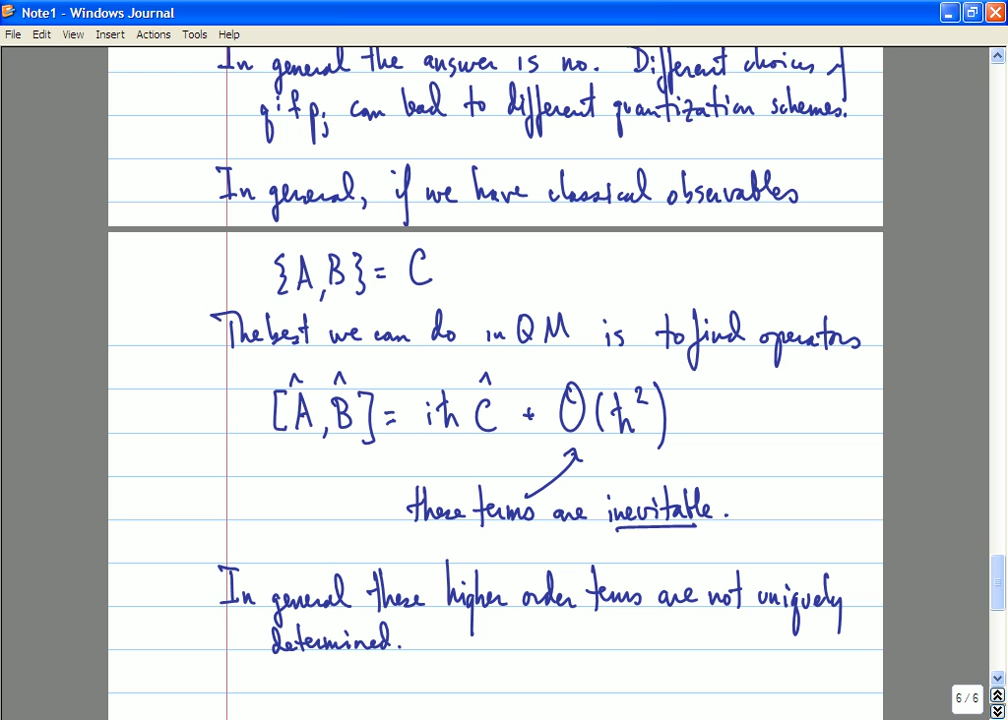 Note1 - Windows Journal
File Edit View Insert Actions Tools Help
In general the answer is no. Different choices of
qⁱ & pⱼ can lead to different quantization schemes.
In general, if we have classical observables
{A, B} = C
The best we can do in QM is to find operators
[Â, B̂] = iħ Ĉ + O(ħ²)
these terms are inevitable.
In general these higher order terms are not uniquely
determined.
6/6